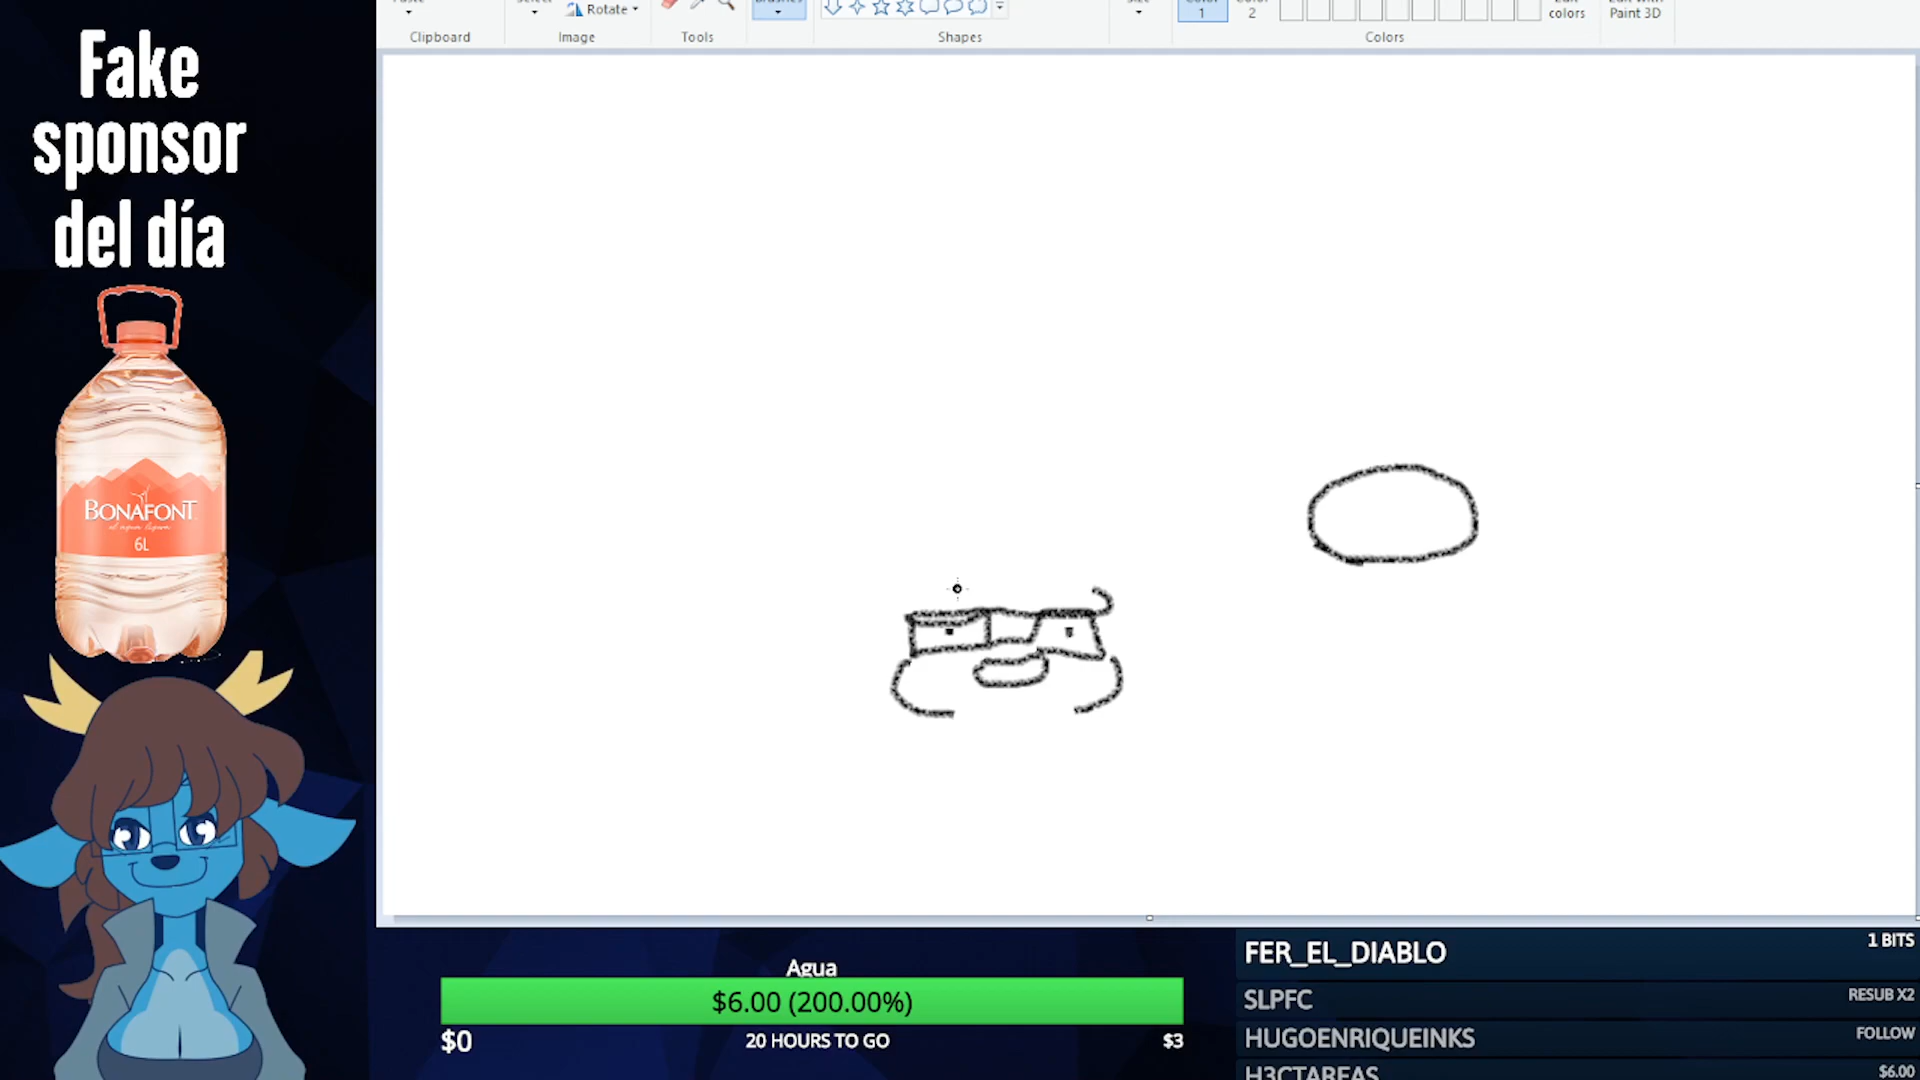 Fake
sponsor
del día
BONAFONT
6L
Rotate
Clipboard
Image
Tools
Shapes
Colors
1
2
colors
Paint 3D
Agua
$6.00 (200.00%)
$0
20 HOURS TO GO
$3
FER_EL_DIABLO
1 BITS
SLPFC
RESUB X2
HUGOENRIQUEINKS
FOLLOW
H3CTAREAS
$6.00